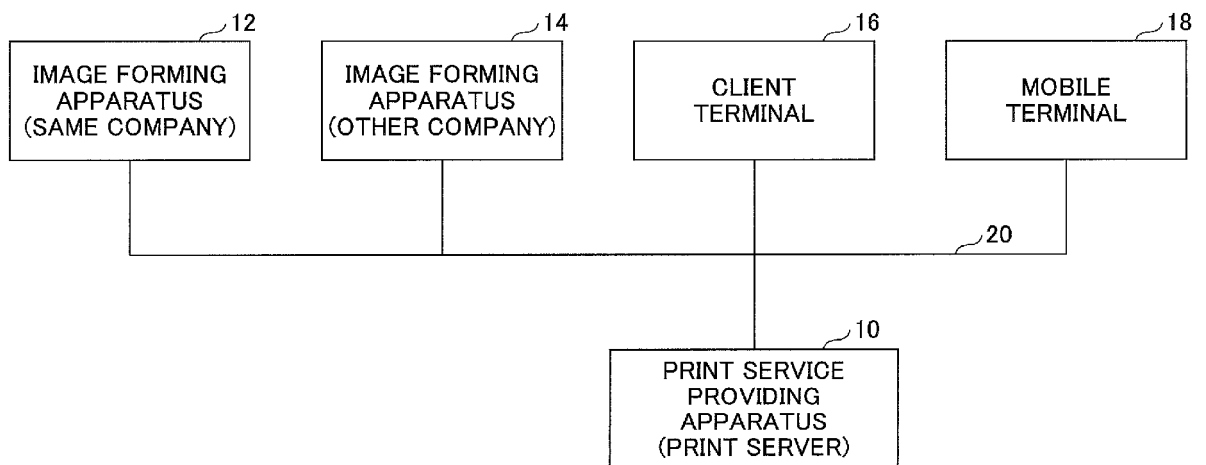 12
IMAGE FORMING
APPARATUS
(SAME COMPANY)
14
IMAGE FORMING
APPARATUS
(OTHER COMPANY)
16
CLIENT
TERMINAL
18
MOBILE
TERMINAL
20
10
PRINT SERVICE
PROVIDING
APPARATUS
(PRINT SERVER)